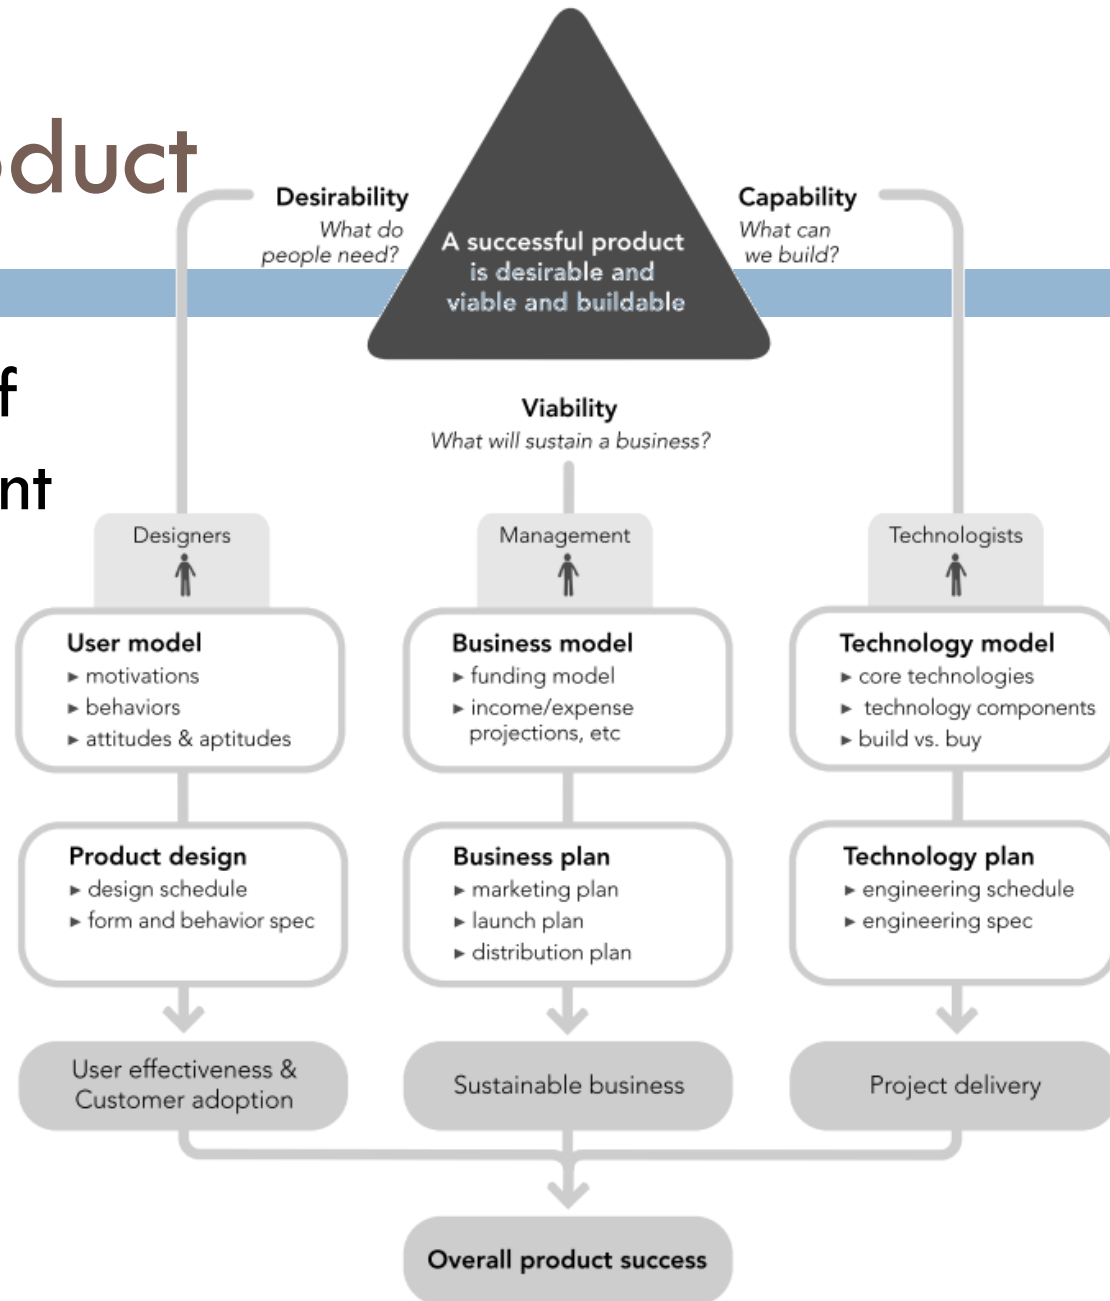 oduct
f
nt
A successful product
is desirable and
viable and buildable
Desirability
What do
people need?
Capability
What can
we build?
Viability
What will sustain a business?
Designers
User model
▸ motivations
▸ behaviors
▸ attitudes & aptitudes
Product design
▸ design schedule
▸ form and behavior spec
User effectiveness &
Customer adoption
Management
Business model
▸ funding model
▸ income/expense
projections, etc
Business plan
▸ marketing plan
▸ launch plan
▸ distribution plan
Sustainable business
Technologists
Technology model
▸ core technologies
▸ technology components
▸ build vs. buy
Technology plan
▸ engineering schedule
▸ engineering spec
Project delivery
Overall product success